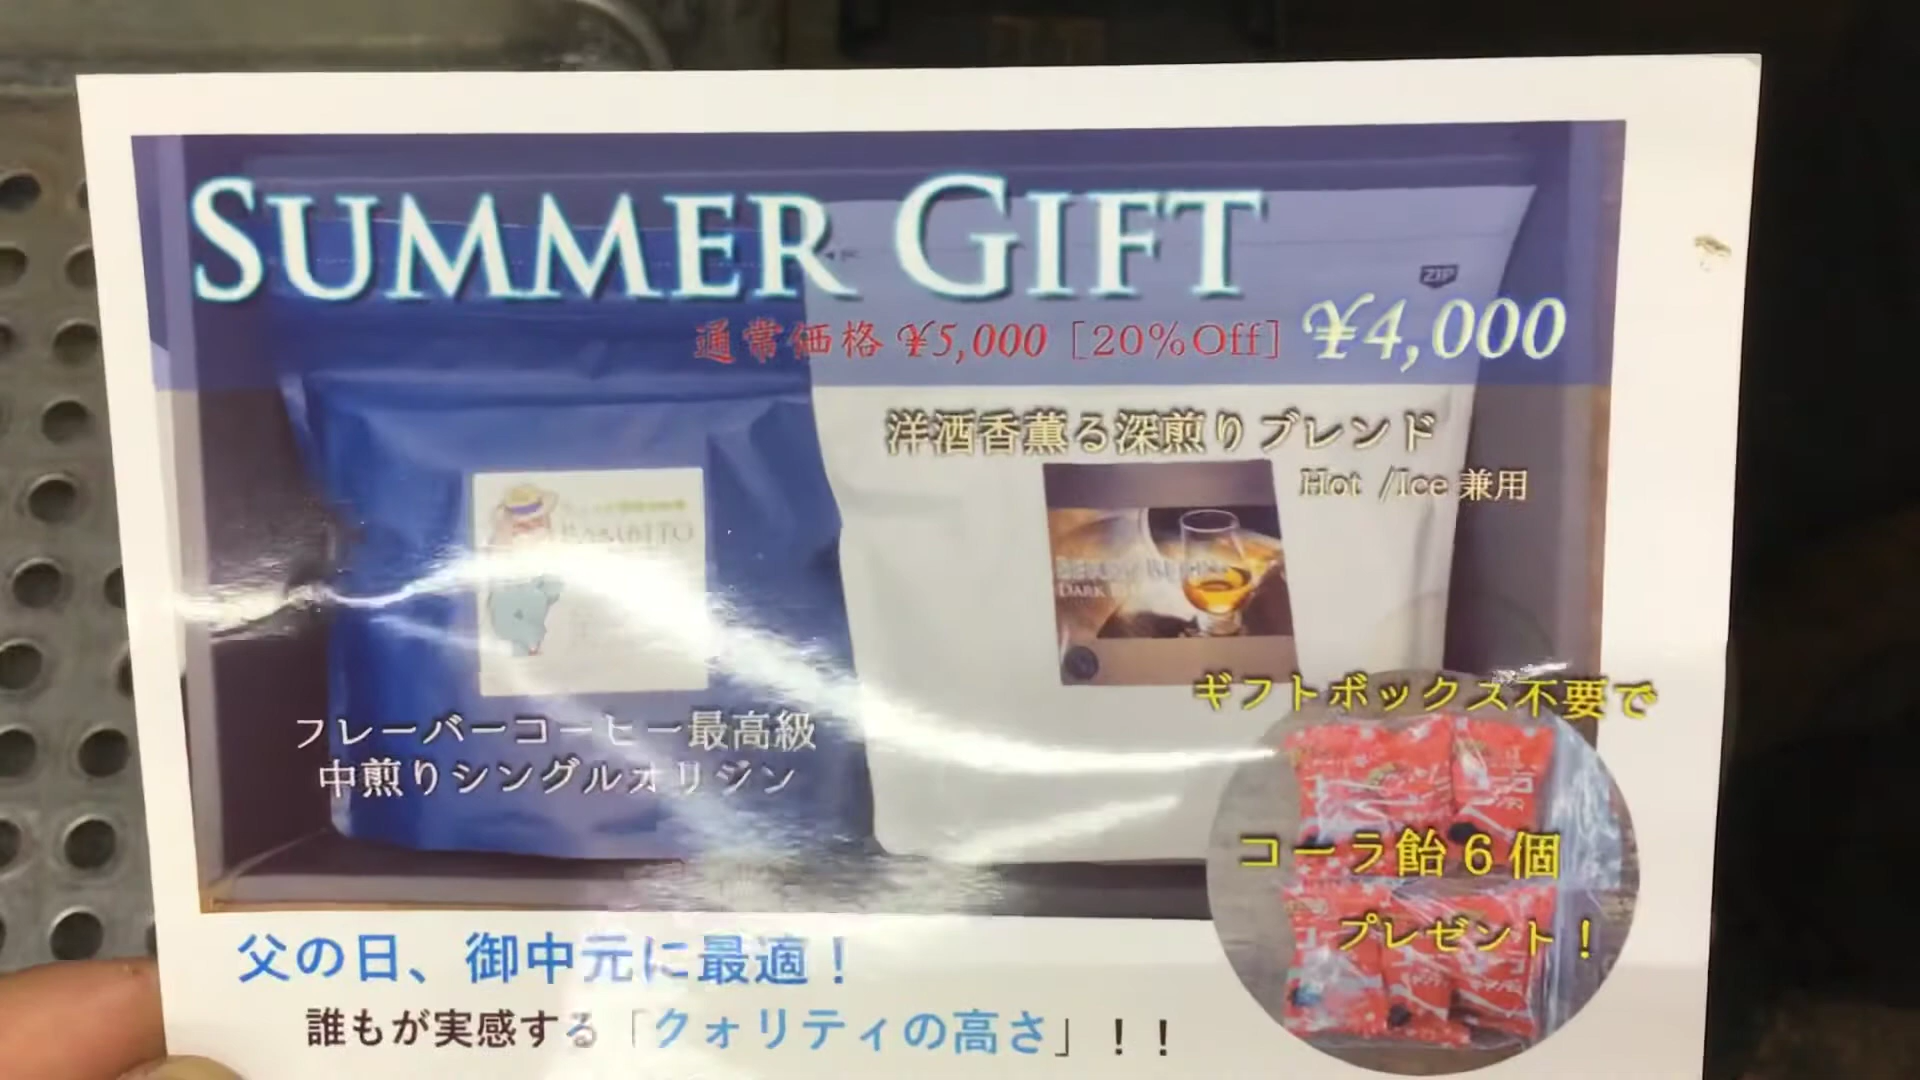 SUMMER GIFT
ZIP
通常価格 ¥5,000 [20%Off] ¥4,000
洋酒香薫る深煎りブレンド
Hot /Ice 兼用
BAMBITO
DARK
フレーバーコーヒー最高級
中煎りシングルオリジン
ギフトボックス不要で
コーラ飴6個
プレゼント!
父の日、御中元に最適!
誰もが実感する「クォリティの高さ」!!